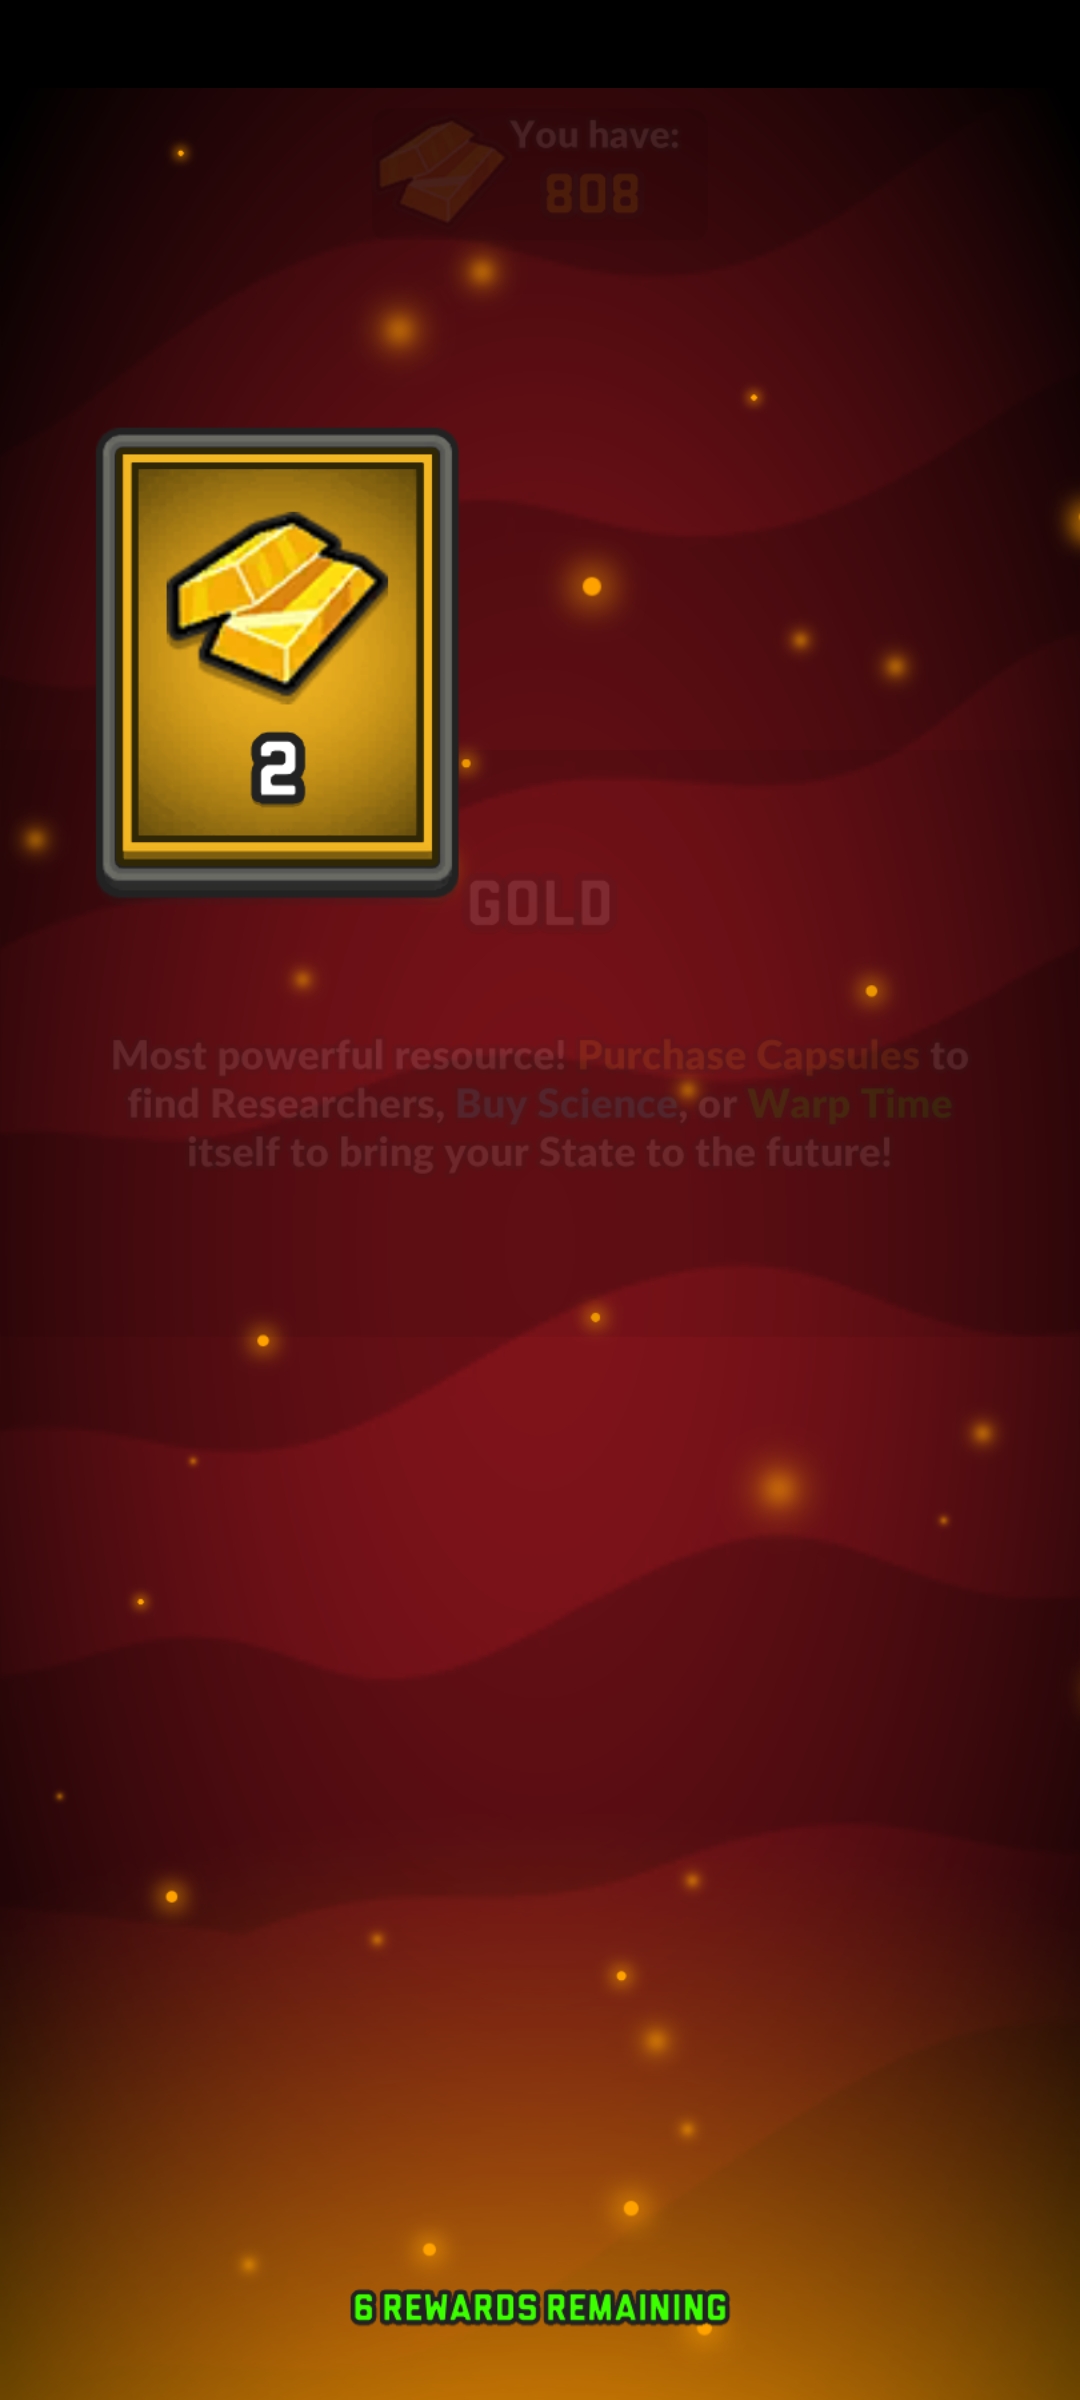 You have:
808
2
GOLD
Most powerful resource! Purchase Capsules to
find Researchers, Buy Science, or Warp Time
itself to bring your State to the future!
6 REWARDS REMAINING